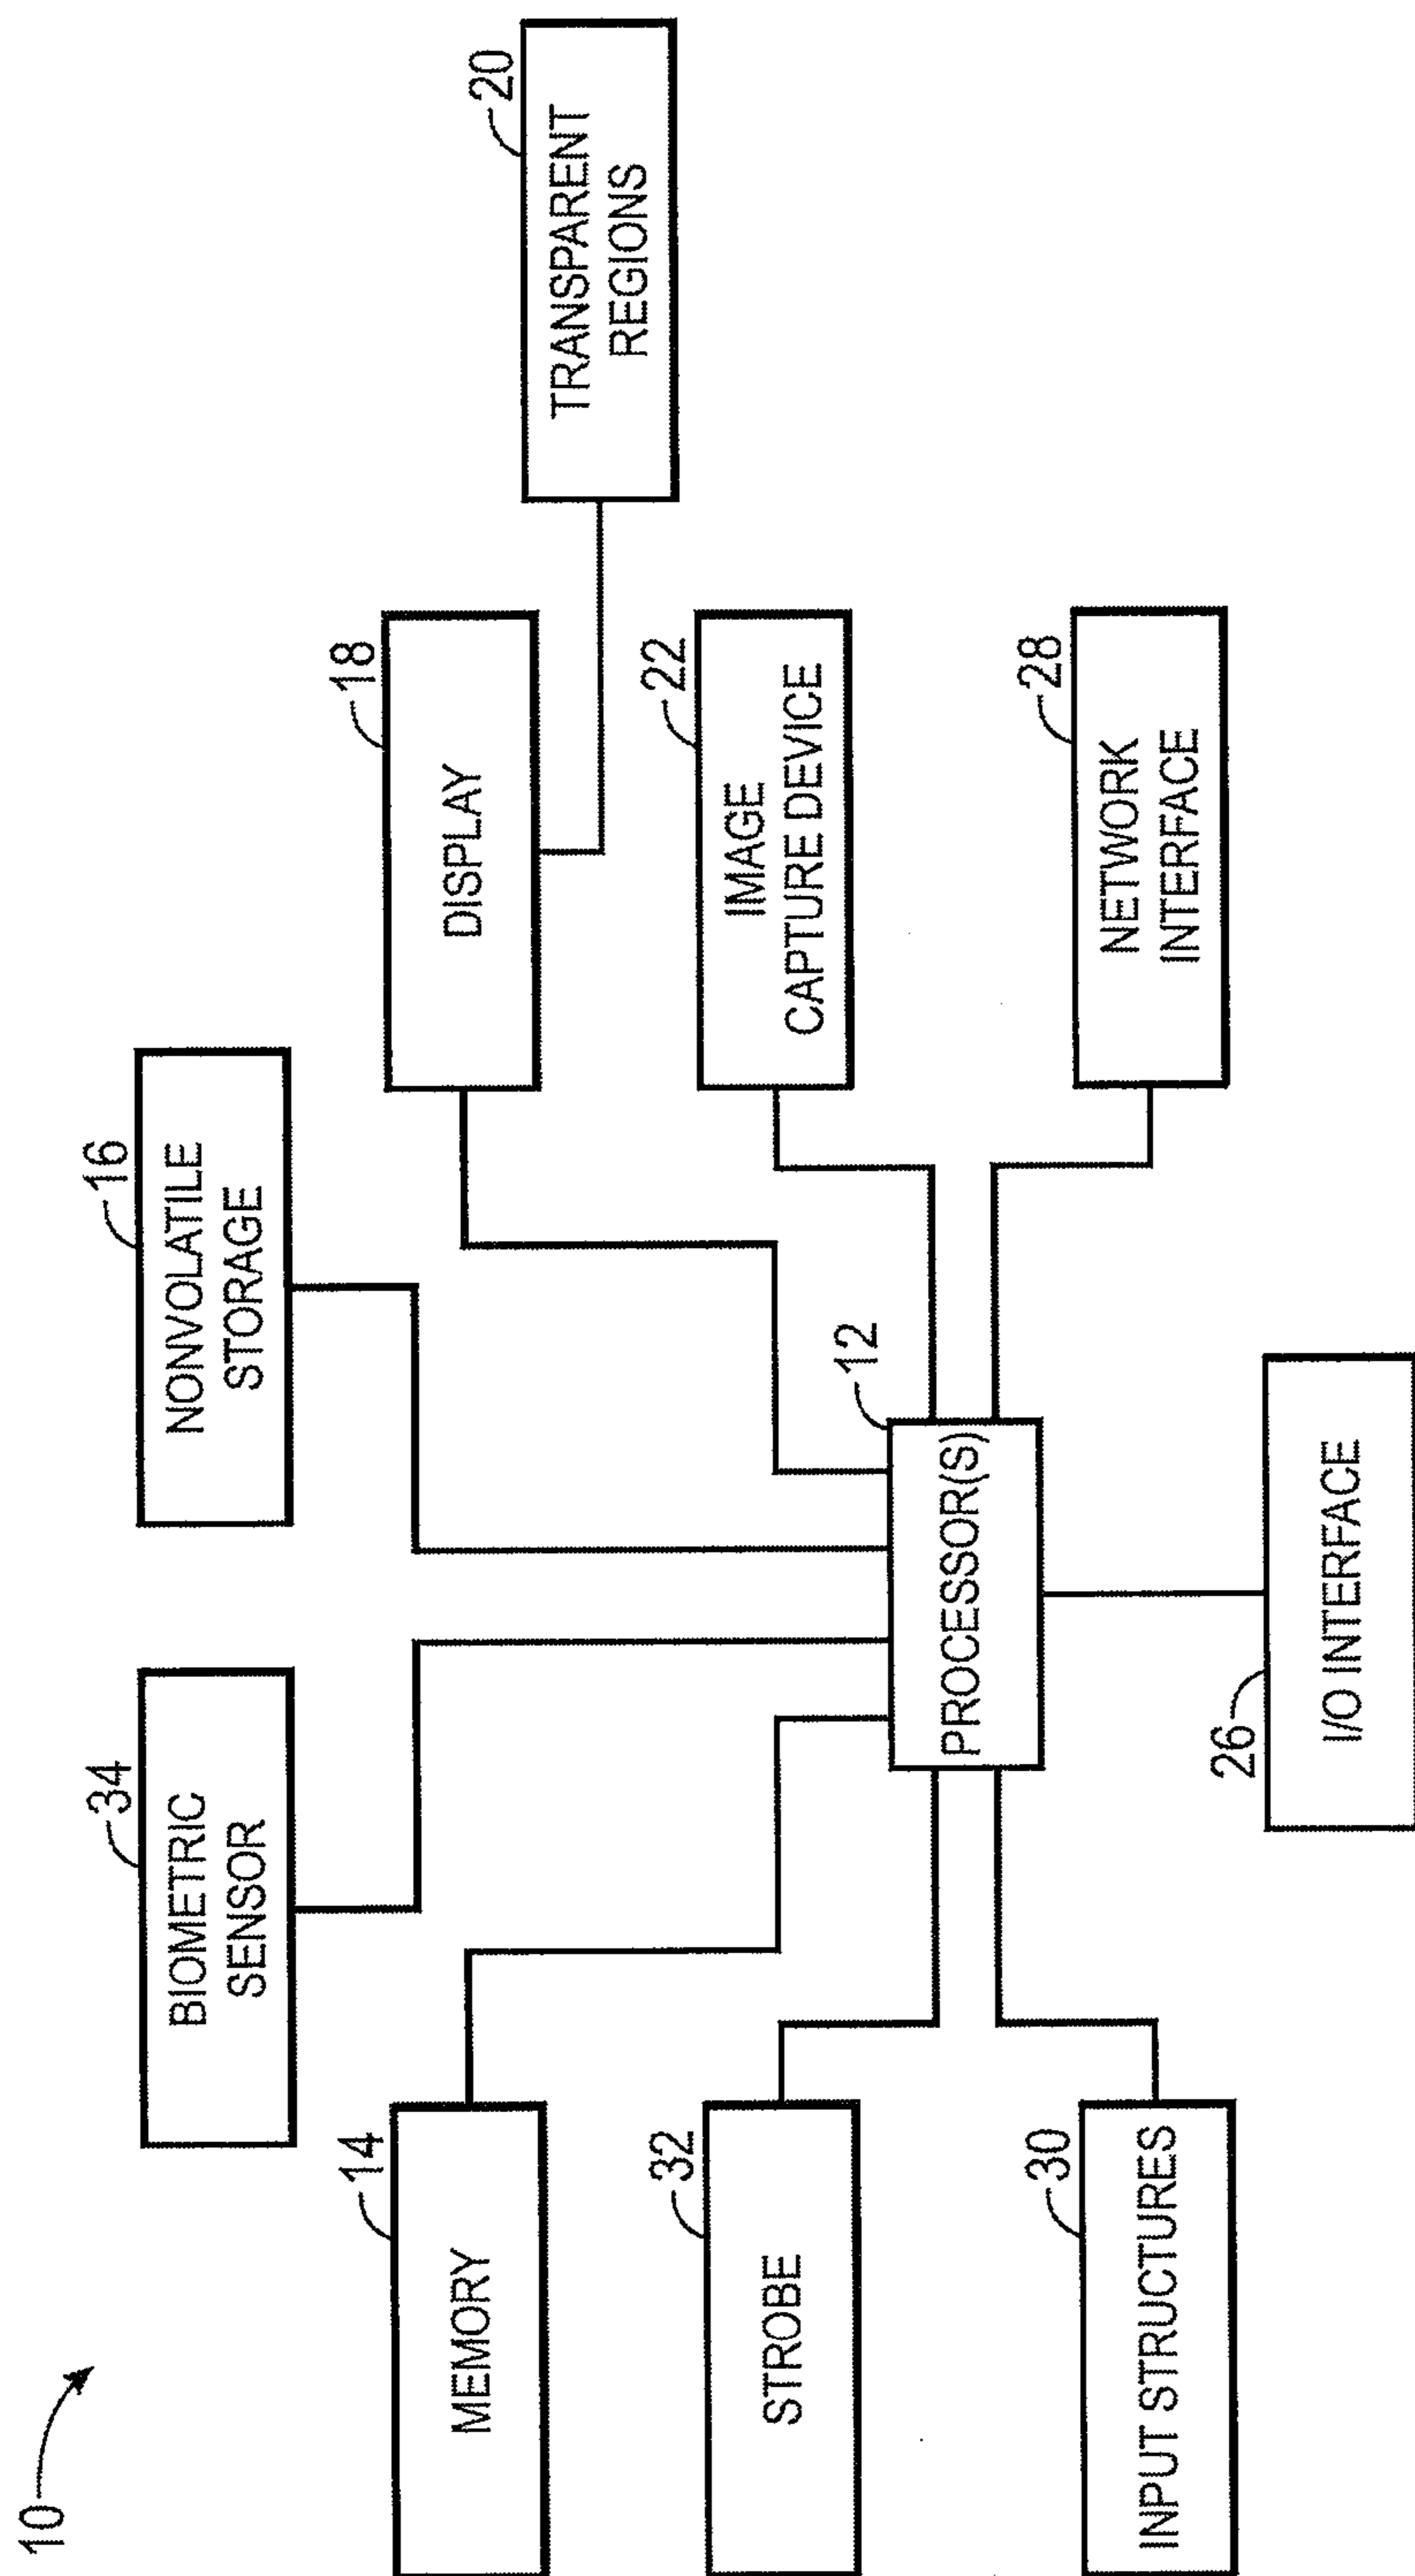 10
34
BIOMETRIC
SENSOR
16
NONVOLATILE
STORAGE
14
MEMORY
18
DISPLAY
20
TRANSPARENT
REGIONS
32
STROBE
12
PROCESSOR(S)
22
IMAGE
CAPTURE DEVICE
30
INPUT STRUCTURES
28
NETWORK
INTERFACE
26
I/O INTERFACE